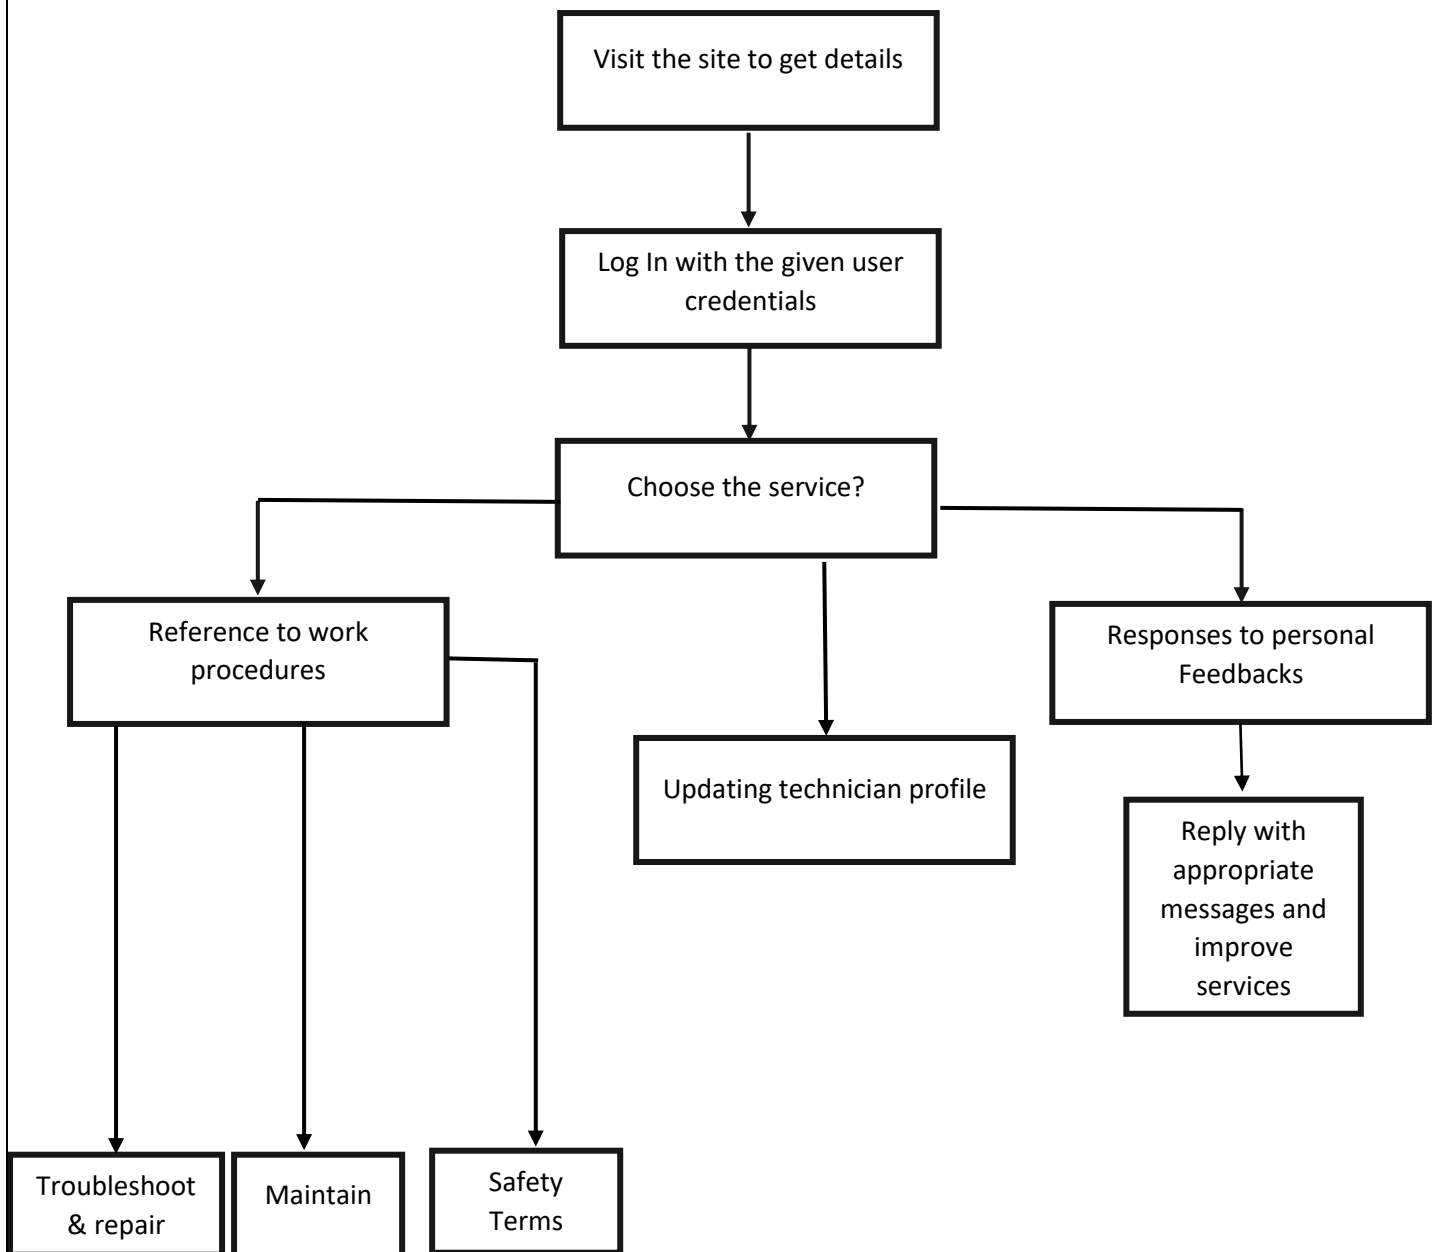 Visit the site to get details
Log In with the given user
credentials
Choose the service?
Reference to work
procedures
Responses to personal
Feedbacks
Updating technician profile
Reply with
appropriate
messages and
improve
services
Troubleshoot
& repair
Maintain
Safety
Terms